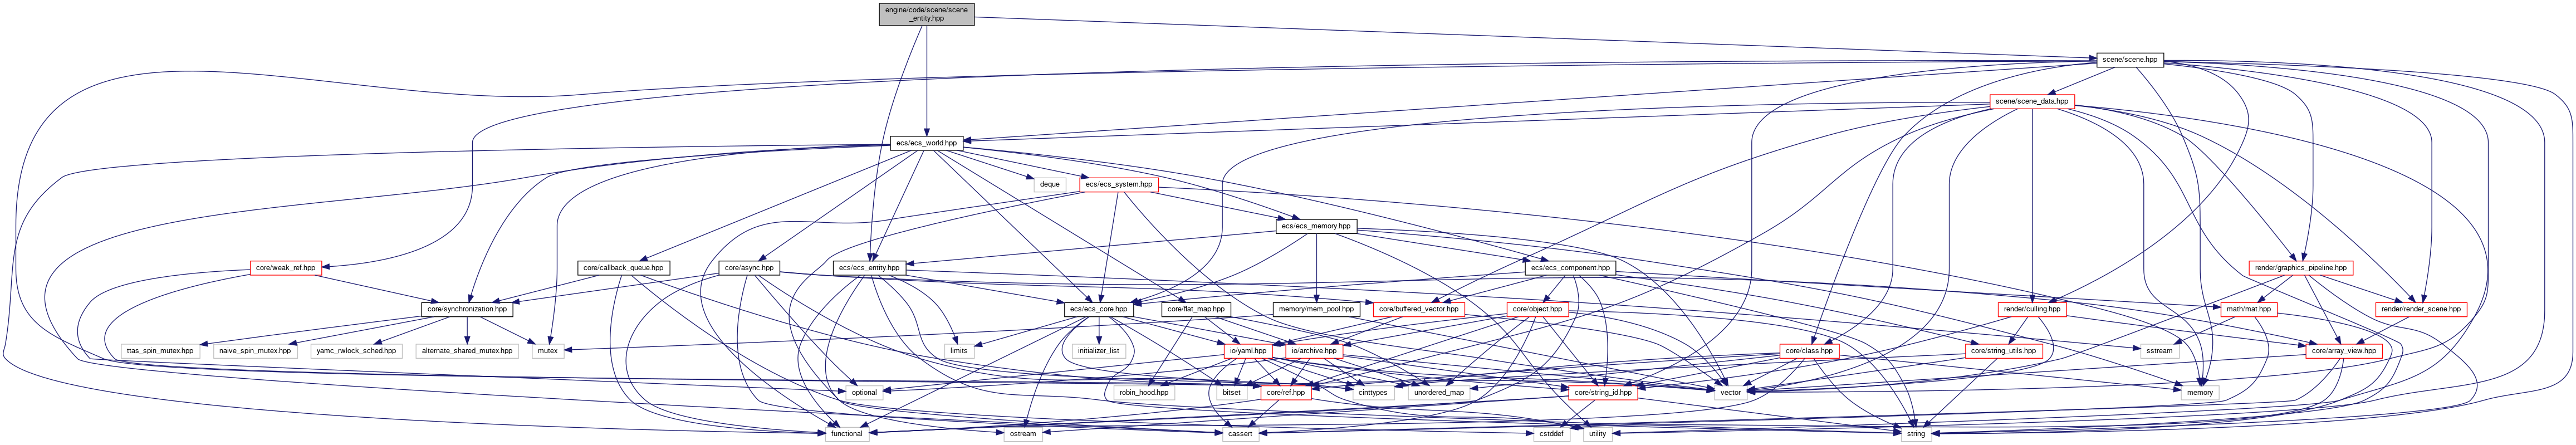 engine/code/scene/scene
_entity.hpp
scene/scene.hpp
scene/scene_data.hpp
ecs/ecs_world.hpp
deque
ecs/ecs_system.hpp
ecs/ecs_memory.hpp
core/weak_ref.hpp
core/callback_queue.hpp
core/async.hpp
ecs/ecs_entity.hpp
ecs/ecs_component.hpp
render/graphics_pipeline.hpp
core/synchronization.hpp
ecs/ecs_core.hpp
core/flat_map.hpp
memory/mem_pool.hpp
core/buffered_vector.hpp
core/object.hpp
render/culling.hpp
math/mat.hpp
render/render_scene.hpp
ttas_spin_mutex.hpp
naive_spin_mutex.hpp
yamc_rwlock_sched.hpp
alternate_shared_mutex.hpp
mutex
limits
initializer_list
io/yaml.hpp
io/archive.hpp
core/class.hpp
core/string_utils.hpp
sstream
core/array_view.hpp
optional
robin_hood.hpp
bitset
core/ref.hpp
cinttypes
unordered_map
core/string_id.hpp
vector
memory
functional
ostream
cassert
cstddef
utility
string